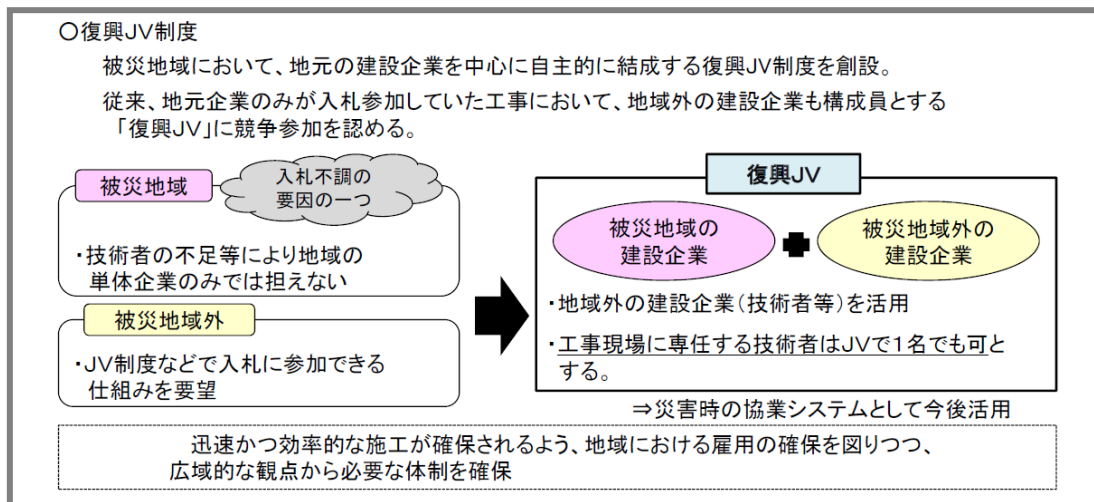 〇復興JV制度
被災地域において、地元の建設企業を中心に自主的に結成する復興JV制度を創設。
従来、地元企業のみが入札参加していた工事において、地域外の建設企業も構成員とする
「復興JV」に競争参加を認める。
被災地域
入札不調の
要因の一つ
・技術者の不足等により地域の
単体企業のみでは担えない
被災地域外
・JV制度などで入札に参加できる
仕組みを要望
復興JV
被災地域の
建設企業
被災地域外の
建設企業
・地域外の建設企業(技術者等)を活用
・工事現場に専任する技術者はJVで1名でも可と
する。
⇒災害時の協業システムとして今後活用
迅速かつ効率的な施工が確保されるよう、地域における雇用の確保を図りつつ、
広域的な観点から必要な体制を確保